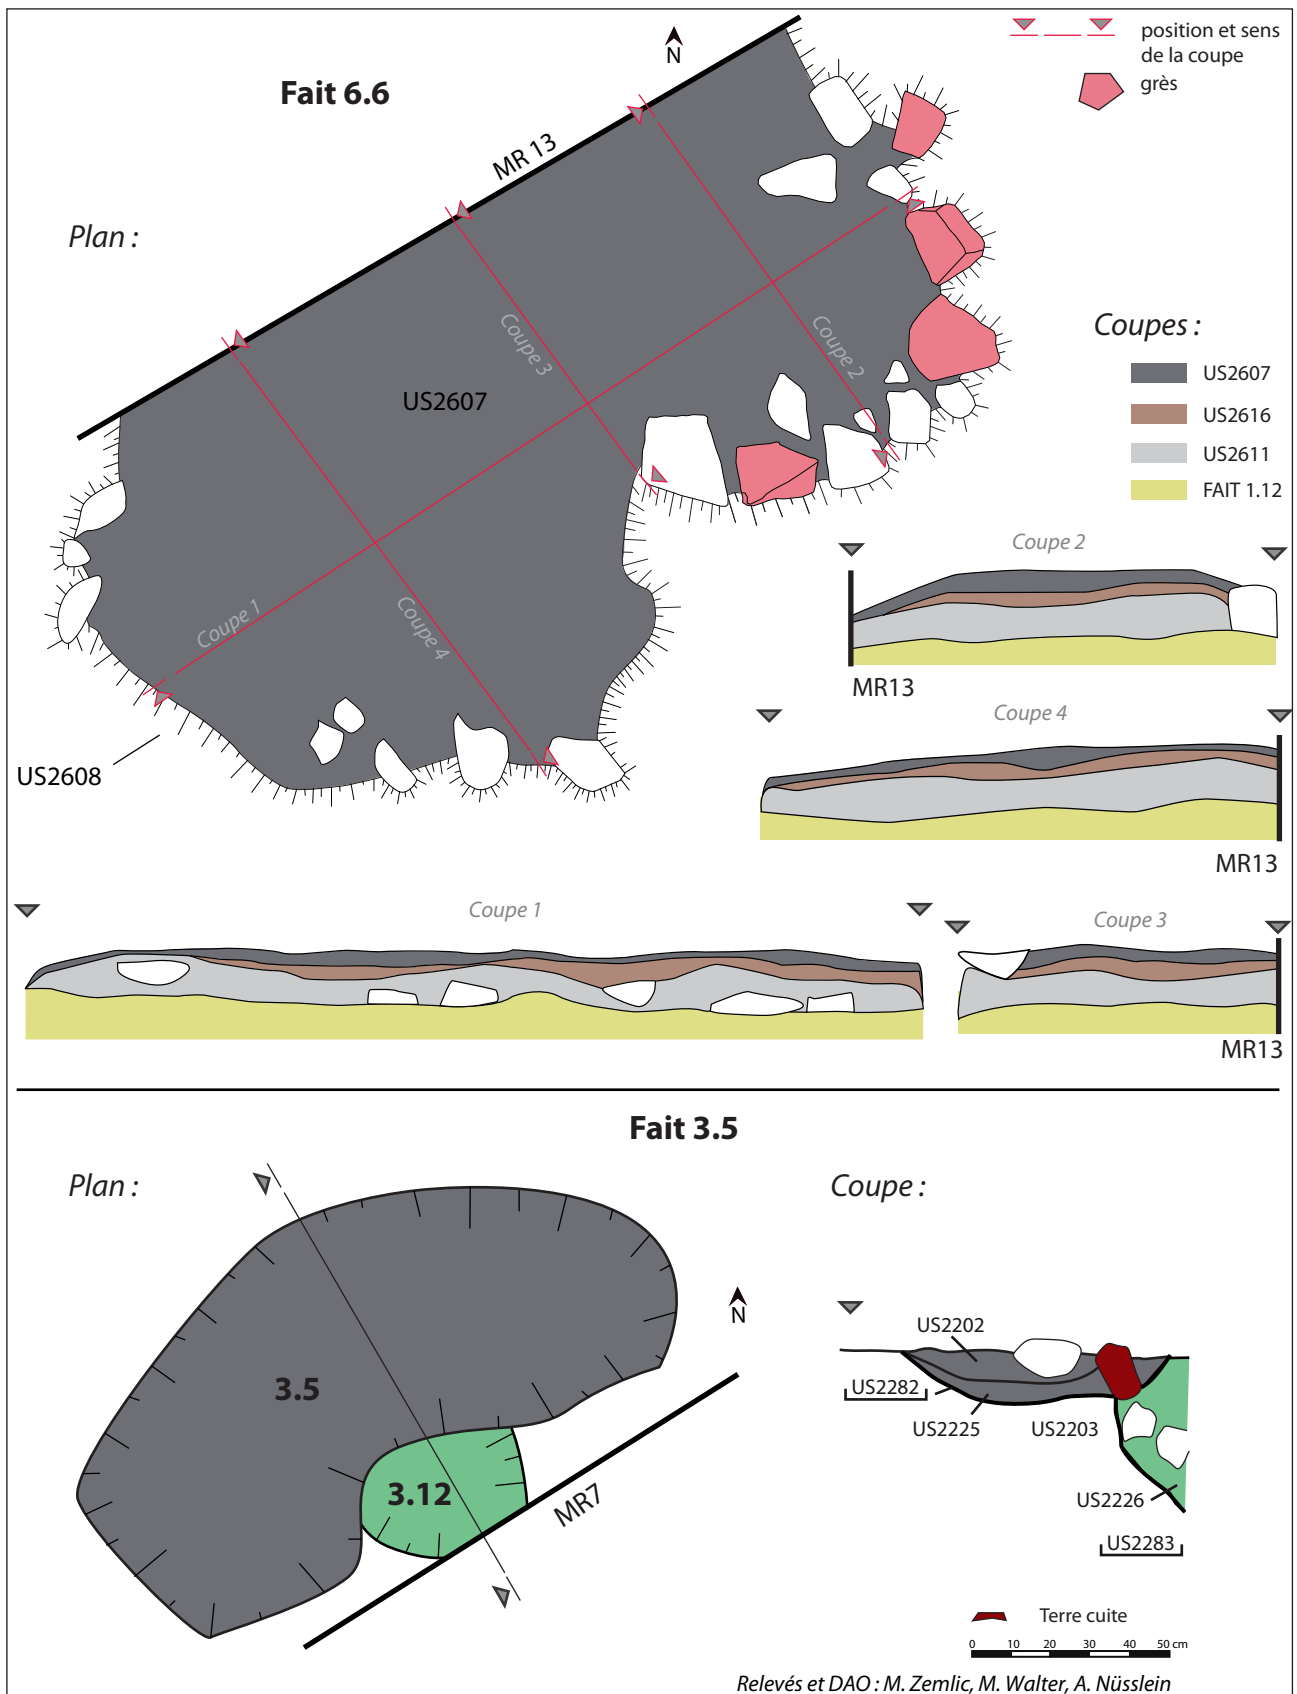 Fait 6.6
N
position et sens
de la coupe
grès
MR 13
Plan :
Coupe 3
Coupe 2
US2607
Coupe 1
Coupe 4
US2608
Coupes :
US2607
US2616
US2611
FAIT 1.12
Coupe 2
MR13
Coupe 4
MR13
Coupe 1
Coupe 3
MR13
Fait 3.5
Plan :
Coupe :
N
3.5
3.12
MR7
US2202
US2282
US2225
US2203
US2226
US2283
Terre cuite
0 10 20 30 40 50 cm
Relevés et DAO : M. Zemlic, M. Walter, A. Nüsslein